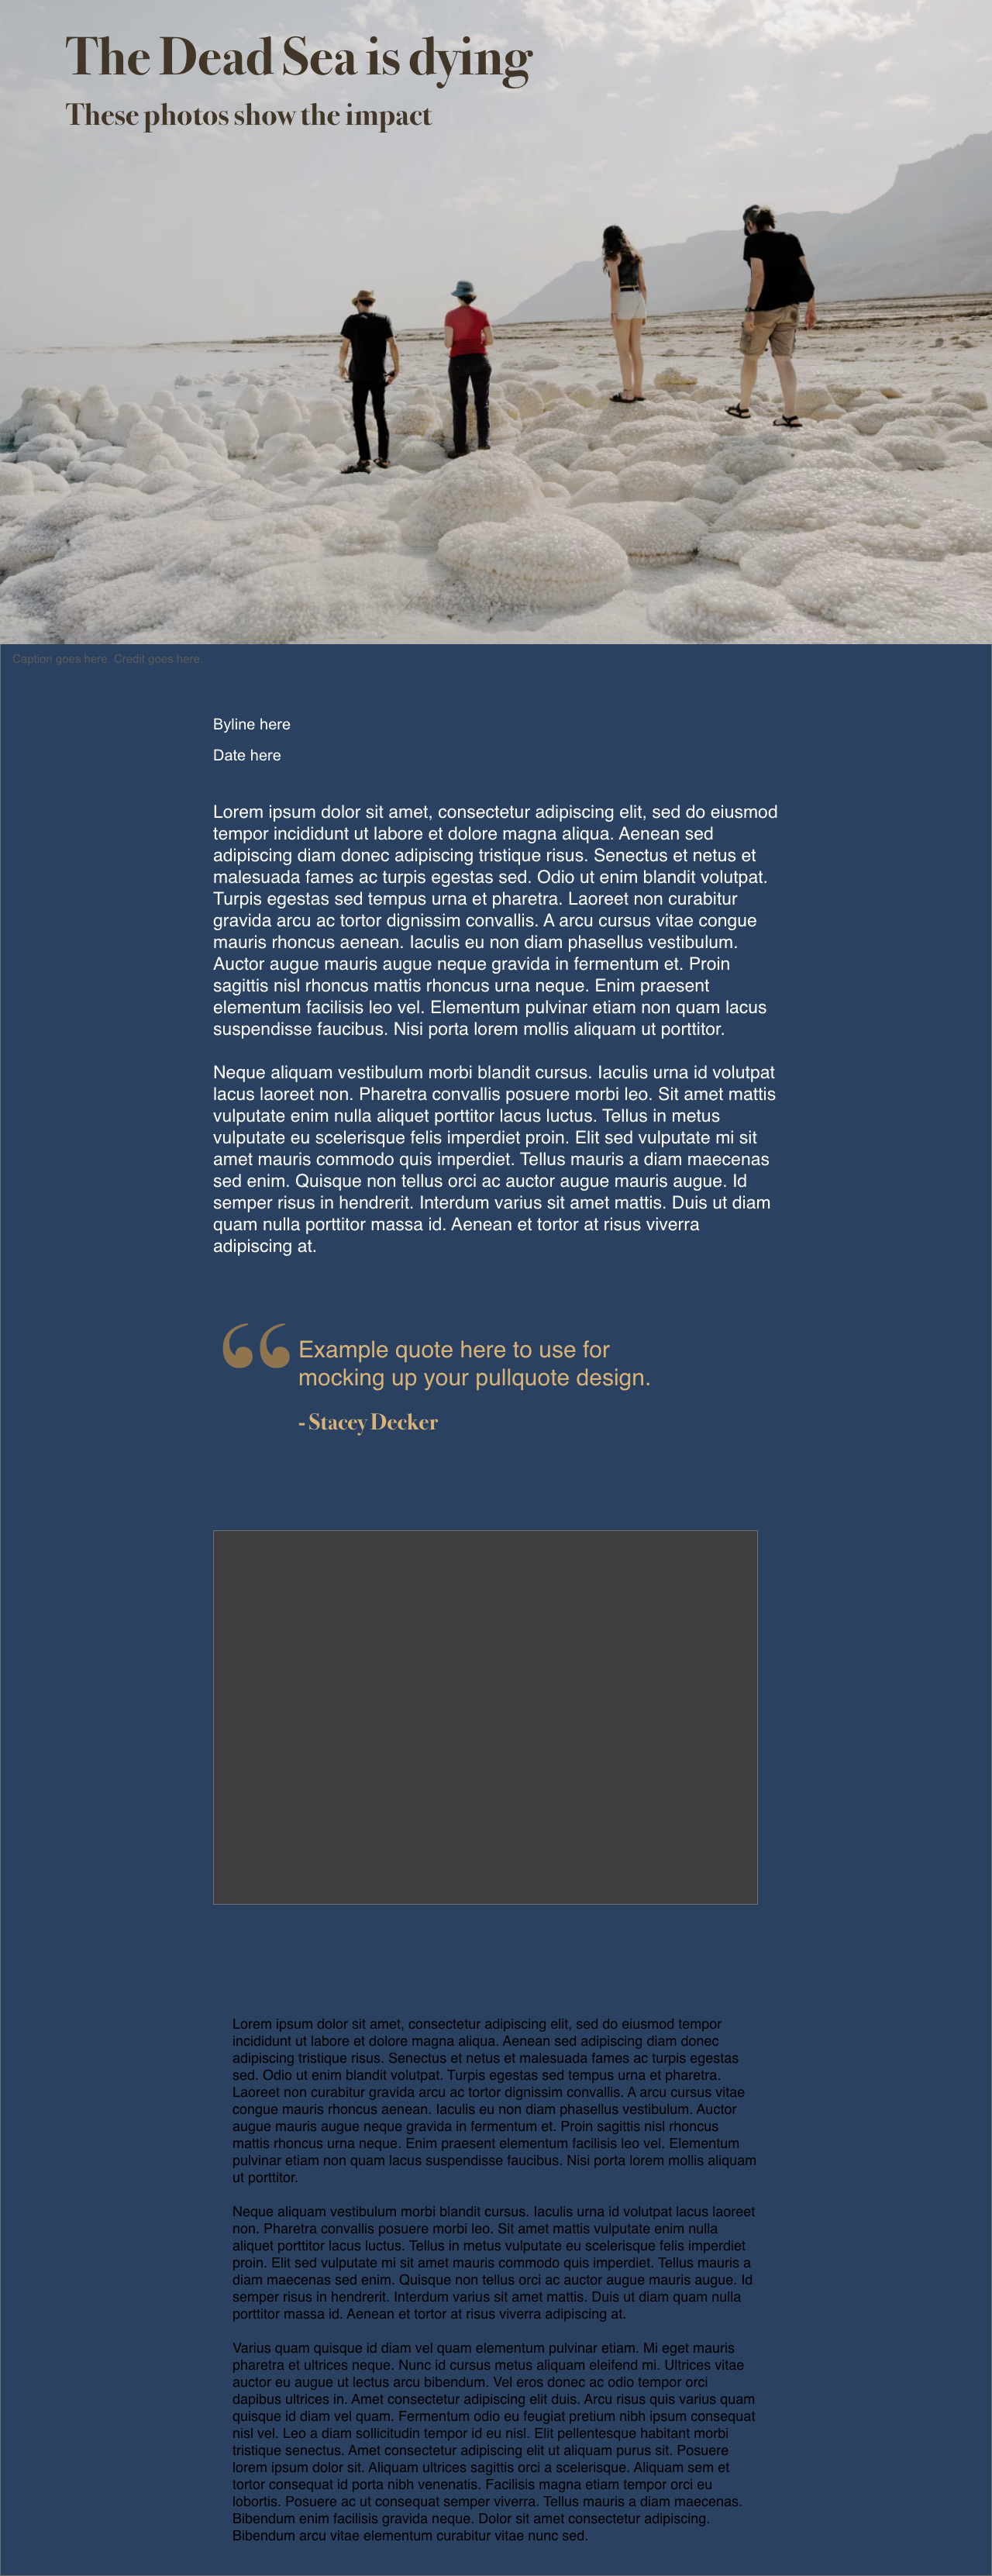 The Dead Sea is dying
These photos show the impact
Caption goes here. Credit goes here.
Byline here
Date here
Lorem ipsum dolor sit amet, consectetur adipiscing elit, sed do eiusmod
tempor incididunt ut labore et dolore magna aliqua. Aenean sed
adipiscing diam donec adipiscing tristique risus. Senectus et netus et
malesuada fames ac turpis egestas sed. Odio ut enim blandit volutpat.
Turpis egestas sed tempus urna et pharetra. Laoreet non curabitur
gravida arcu ac tortor dignissim convallis. A arcu cursus vitae congue
mauris rhoncus aenean. Iaculis eu non diam phasellus vestibulum.
Auctor augue mauris augue neque gravida in fermentum et. Proin
sagittis nisl rhoncus mattis rhoncus urna neque. Enim praesent
elementum facilisis leo vel. Elementum pulvinar etiam non quam lacus
suspendisse faucibus. Nisi porta lorem mollis aliquam ut porttitor.
Neque aliquam vestibulum morbi blandit cursus. Iaculis urna id volutpat
lacus laoreet non. Pharetra convallis posuere morbi leo. Sit amet mattis
vulputate enim nulla aliquet porttitor lacus luctus. Tellus in metus
vulputate eu scelerisque felis imperdiet proin. Elit sed vulputate mi sit
amet mauris commodo quis imperdiet. Tellus mauris a diam maecenas
sed enim. Quisque non tellus orci ac auctor augue mauris augue. Id
semper risus in hendrerit. Interdum varius sit amet mattis. Duis ut diam
quam nulla porttitor massa id. Aenean et tortor at risus viverra
adipiscing at.
“ Example quote here to use for
mocking up your pullquote design.
- Stacey Decker
Lorem ipsum dolor sit amet, consectetur adipiscing elit, sed do eiusmod tempor
incididunt ut labore et dolore magna aliqua. Aenean sed adipiscing diam donec
adipiscing tristique risus. Senectus et netus et malesuada fames ac turpis egestas
sed. Odio ut enim blandit volutpat. Turpis egestas sed tempus urna et pharetra.
Laoreet non curabitur gravida arcu ac tortor dignissim convallis. A arcu cursus vitae
congue mauris rhoncus aenean. Iaculis eu non diam phasellus vestibulum. Auctor
augue mauris augue neque gravida in fermentum et. Proin sagittis nisl rhoncus
mattis rhoncus urna neque. Enim praesent elementum facilisis leo vel. Elementum
pulvinar etiam non quam lacus suspendisse faucibus. Nisi porta lorem mollis aliquam
ut porttitor.
Neque aliquam vestibulum morbi blandit cursus. Iaculis urna id volutpat lacus laoreet
non. Pharetra convallis posuere morbi leo. Sit amet mattis vulputate enim nulla
aliquet porttitor lacus luctus. Tellus in metus vulputate eu scelerisque felis imperdiet
proin. Elit sed vulputate mi sit amet mauris commodo quis imperdiet. Tellus mauris a
diam maecenas sed enim. Quisque non tellus orci ac auctor augue mauris augue. Id
semper risus in hendrerit. Interdum varius sit amet mattis. Duis ut diam quam nulla
porttitor massa id. Aenean et tortor at risus viverra adipiscing at.
Varius quam quisque id diam vel quam elementum pulvinar etiam. Mi eget mauris
pharetra et ultrices neque. Nunc id cursus metus aliquam eleifend mi. Ultrices vitae
auctor eu augue ut lectus arcu bibendum. Vel eros donec ac odio tempor orci
dapibus ultrices in. Amet consectetur adipiscing elit duis. Arcu risus quis varius quam
quisque id diam vel quam. Fermentum odio eu feugiat pretium nibh ipsum consequat
nisl vel. Leo a diam sollicitudin tempor id eu nisl. Elit pellentesque habitant morbi
tristique senectus. Amet consectetur adipiscing elit ut aliquam purus sit. Posuere
lorem ipsum dolor sit. Aliquam ultrices sagittis orci a scelerisque. Aliquam sem et
tortor consequat id porta nibh venenatis. Facilisis magna etiam tempor orci eu
lobortis. Posuere ac ut consequat semper viverra. Tellus mauris a diam maecenas.
Bibendum enim facilisis gravida neque. Dolor sit amet consectetur adipiscing.
Bibendum arcu vitae elementum curabitur vitae nunc sed.